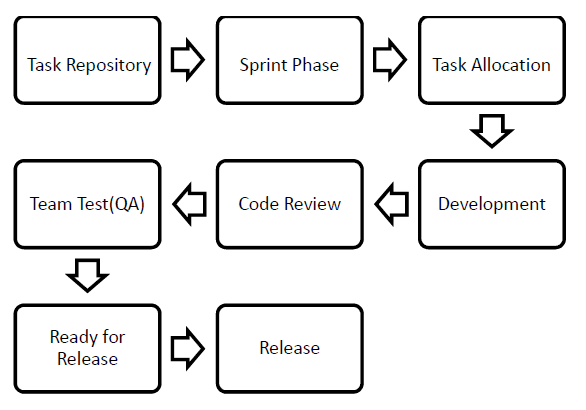 Task Repository
Sprint Phase
Task Allocation
Development
Code Review
Team Test(QA)
Ready for
Release
Release